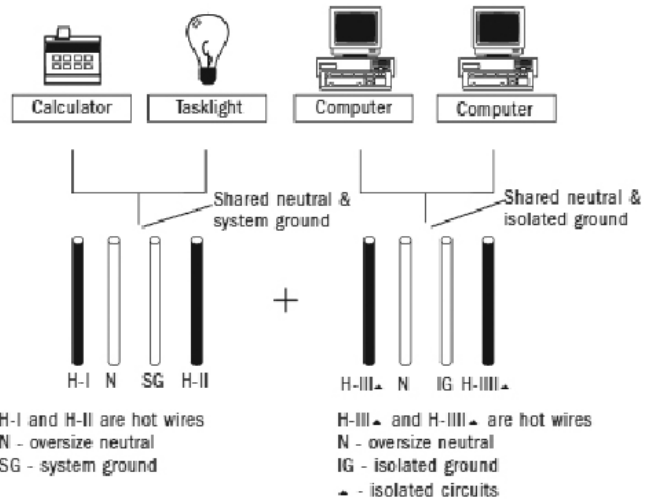 Calculator
Tasklight
Computer
Computer
Shared neutral &
system ground
Shared neutral &
isolated ground
+
H-I N SG H-II
H-III▲ N IG H-IIII▲
H-I and H-II are hot wires
N - oversize neutral
SG - system ground
H-III▲ and H-IIII▲ are hot wires
N - oversize neutral
IG - isolated ground
▲ - isolated circuits